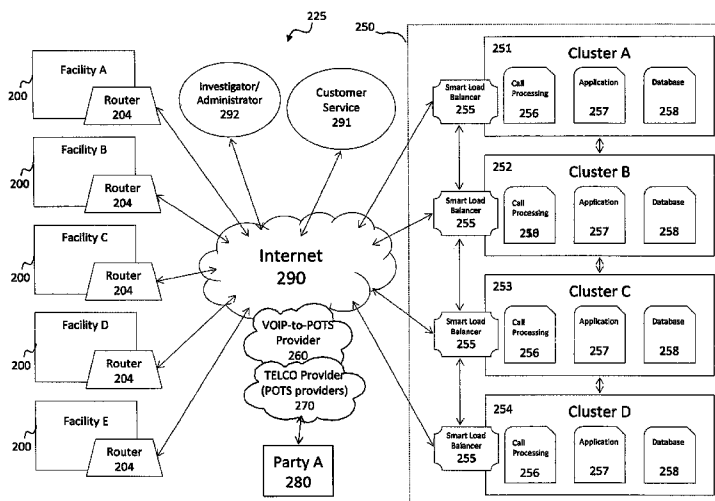 225
250
200
Facility A
Router
204
200
Facility B
Router
204
200
Facility C
Router
204
200
Facility D
Router
204
200
Facility E
Router
204
Investigator/
Administrator
292
Customer
Service
291
Internet
290
VOIP-to-POTS
Provider
260
TELCO Provider
(POTS providers)
270
Party A
280
Smart Load
Balancer
255
251
Cluster A
Call
Processing
256
Application
257
Database
258
Smart Load
Balancer
255
252
Cluster B
Call
Processing
256
Application
257
Database
258
Smart Load
Balancer
255
253
Cluster C
Call
Processing
256
Application
257
Database
258
Smart Load
Balancer
255
254
Cluster D
Call
Processing
256
Application
257
Database
258